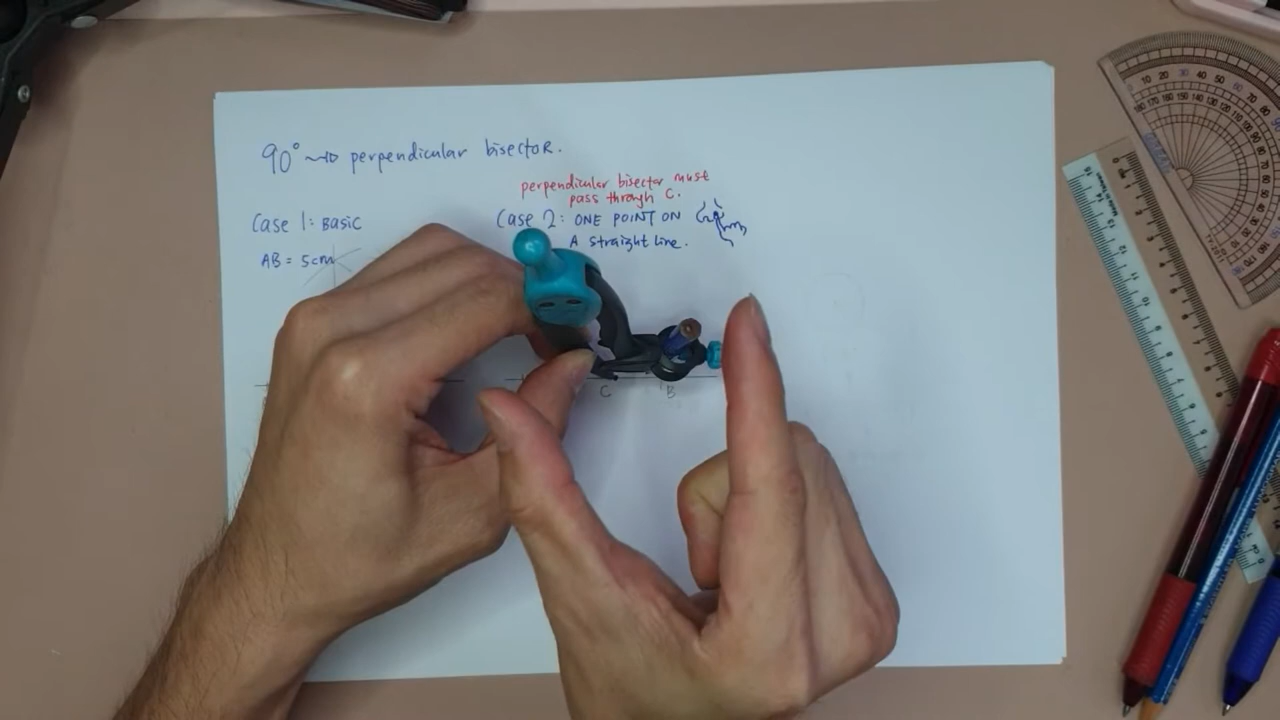 90° → perpendicular bisector.
perpendicular bisector must
pass through C.
Case 1: BASIC
Case 2: ONE POINT ON
A straight line.
AB = 5cm
C
B